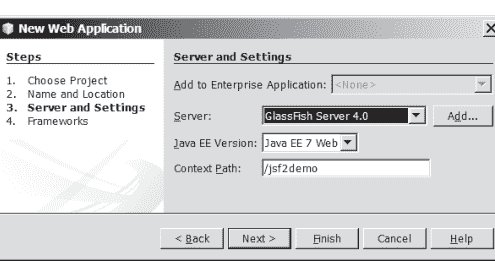 New Web Application
Steps
1. Choose Project
2. Name and Location
3. Server and Settings
4. Frameworks
Server and Settings
Add to Enterprise Application: <None>
Server: GlassFish Server 4.0 Add...
Java EE Version: Java EE 7 Web
Context Path: /jsf2demo
< Back Next > Finish Cancel Help